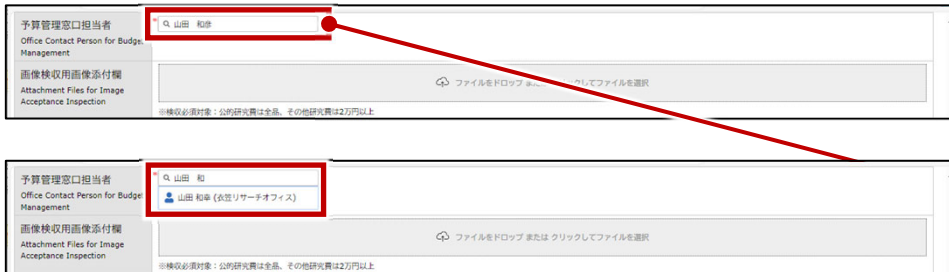 予算管理窓口担当者
Office Contact Person for Budge
Management
* 山田 和彦
画像検収用画像添付欄
Attachment Files for Image
Acceptance Inspection
ファイルをドロップ ま クリックしてファイルを選択
※検収必須対象：公的研究費は全品、その他研究費は2万円以上
予算管理窓口担当者
Office Contact Person for Budge
Management
* 山田 和
山田 和幸 (衣笠リサーチオフィス)
画像検収用画像添付欄
Attachment Files for Image
Acceptance Inspection
ファイルをドロップ または クリックしてファイルを選択
※検収必須対象：公的研究費は全品、その他研究費は2万円以上